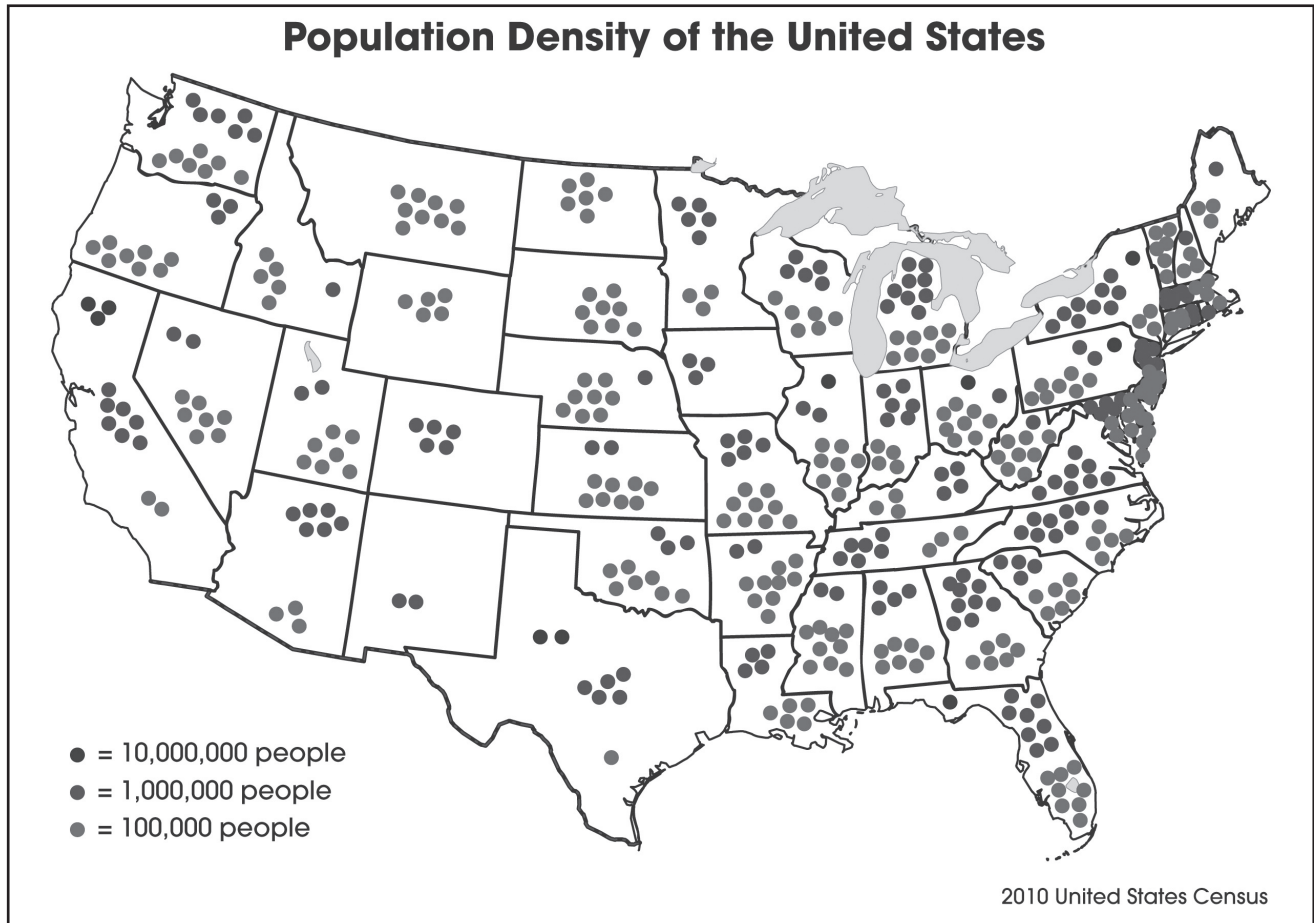 Population Density of the United States
= 10,000,000 people
= 1,000,000 people
= 100,000 people
2010 United States Census